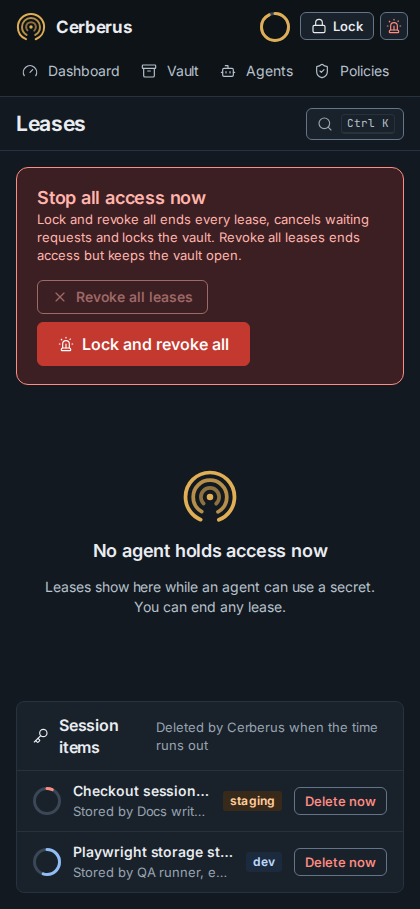 Cerberus
Lock
Dashboard Vault Agents Policies
Leases
Ctrl K
Stop all access now
Lock and revoke all ends every lease, cancels waiting
requests and locks the vault. Revoke all leases ends
access but keeps the vault open.
Revoke all leases
Lock and revoke all
No agent holds access now
Leases show here while an agent can use a secret.
You can end any lease.
Session
items
Deleted by Cerberus when the time
runs out
Checkout session...
Stored by Docs writ...
staging
Delete now
Playwright storage st...
Stored by QA runner, e...
dev
Delete now